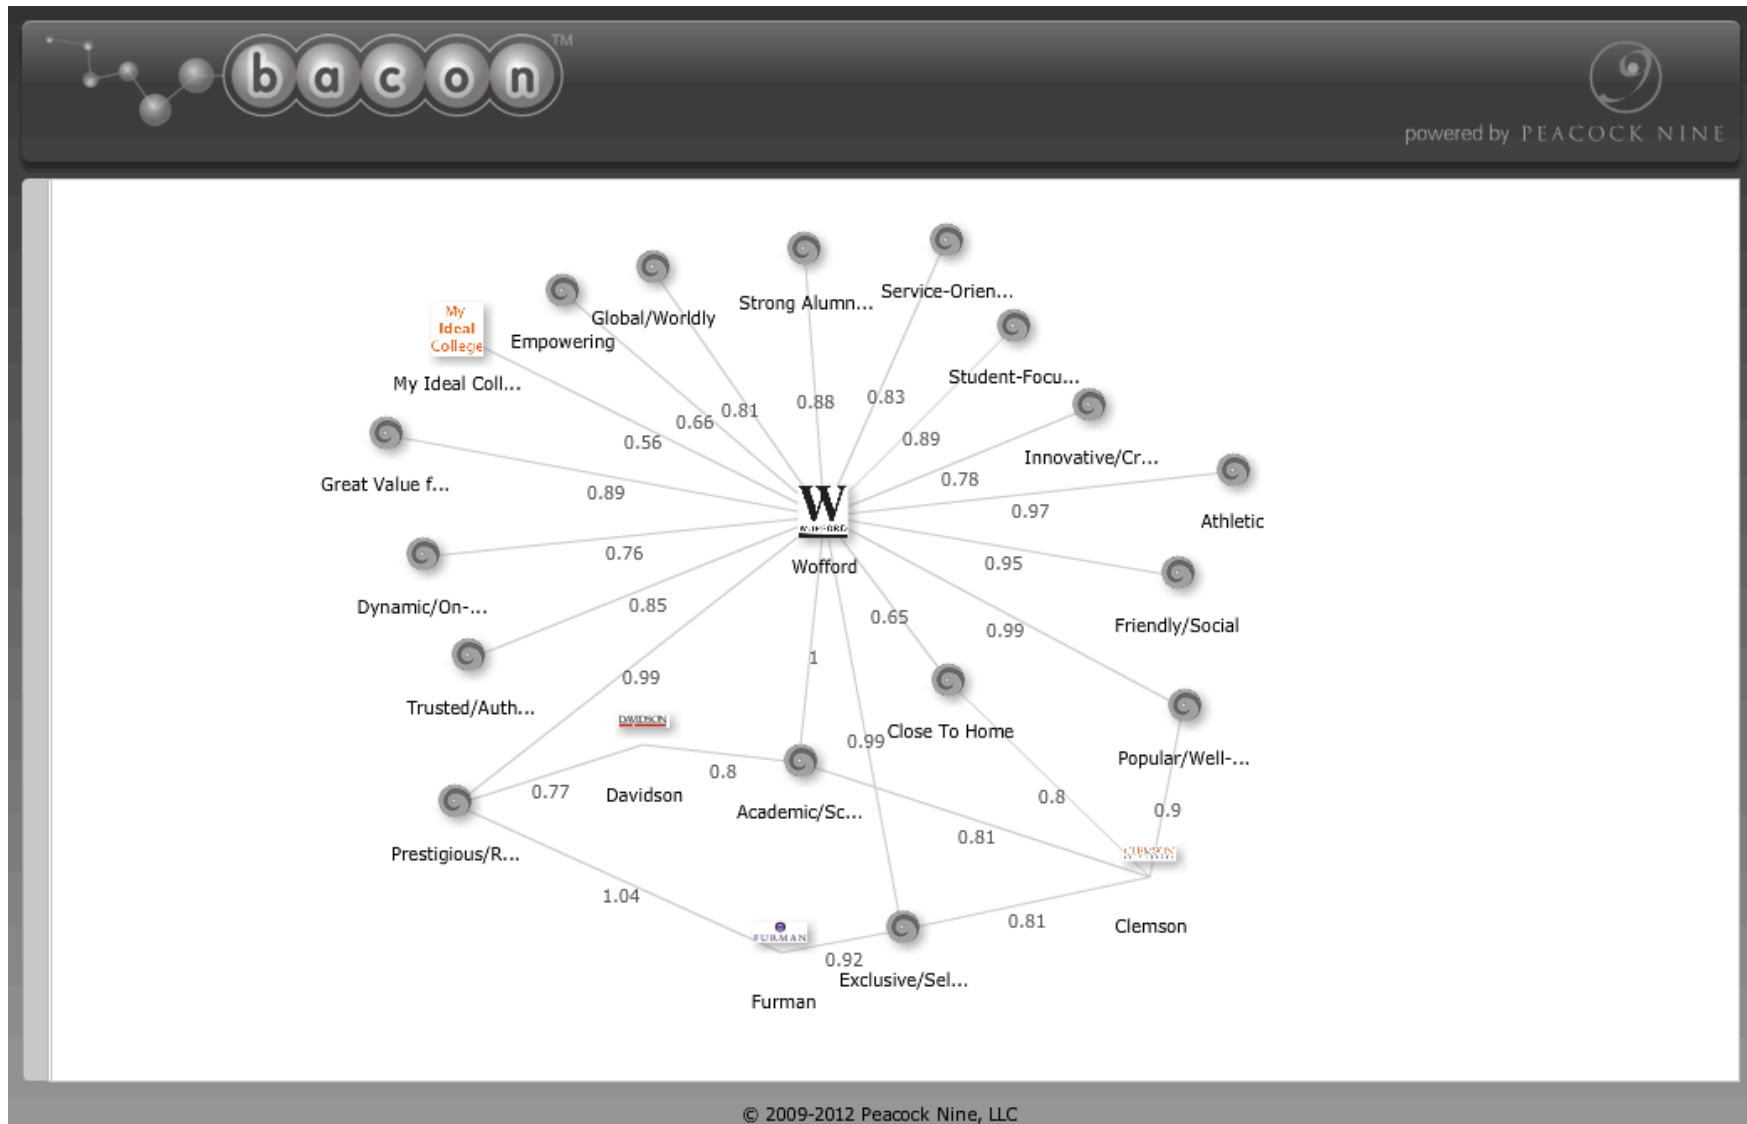 bacon™
9
powered by PEACOCK NINE
Service-Orien...
Strong Alumn...
Global/Worldly
Empowering
My
Ideal
College
My Ideal Coll...
Student-Focu...
0.88
0.83
0.81
0.66
0.56
0.89
Innovative/Cr...
0.78
Great Value f...
0.89
W
WOFFORD
0.97
Athletic
0.76
0.95
Wofford
Dynamic/On-...
0.85
0.65
0.99
Friendly/Social
1
0.99
Trusted/Auth...
DAVIDSON
Close To Home
0.99
Popular/Well-...
0.8
0.77
Davidson
0.8
0.9
Academic/Sc...
0.81
Prestigious/R...
CLEMSON
1.04
0.81
Clemson
FURMAN
0.92
Exclusive/Sel...
Furman
© 2009-2012 Peacock Nine, LLC